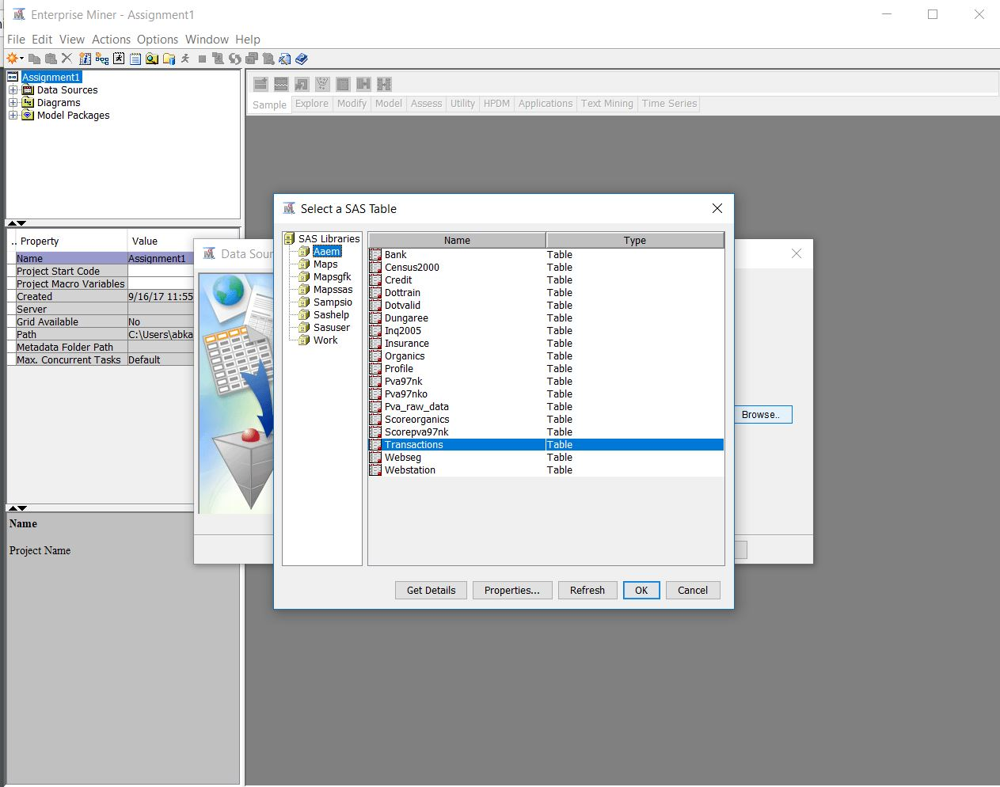 Enterprise Miner - Assignment1
File Edit View Actions Options Window Help
Assignment1
Data Sources
Diagrams
Model Packages
Sample Explore Modify Model Assess Utility HPDM Applications Text Mining Time Series
.. Property Value
Name Assignment1
Project Start Code
Project Macro Variables
Created 9/16/17 11:55
Server
Grid Available No
Path C:\Users\abka
Metadata Folder Path
Max. Concurrent Tasks Default
Name
Project Name
Data Sour
Browse..
Select a SAS Table
SAS Libraries
Aaem
Maps
Mapsgfk
Mapssas
Sampsio
Sashelp
Sasuser
Work
Name Type
Bank Table
Census2000 Table
Credit Table
Dottrain Table
Dotvalid Table
Dungaree Table
Inq2005 Table
Insurance Table
Organics Table
Profile Table
Pva97nk Table
Pva97nko Table
Pva_raw_data Table
Scoreorganics Table
Scorepva97nk Table
Transactions Table
Webseg Table
Webstation Table
Get Details Properties... Refresh OK Cancel